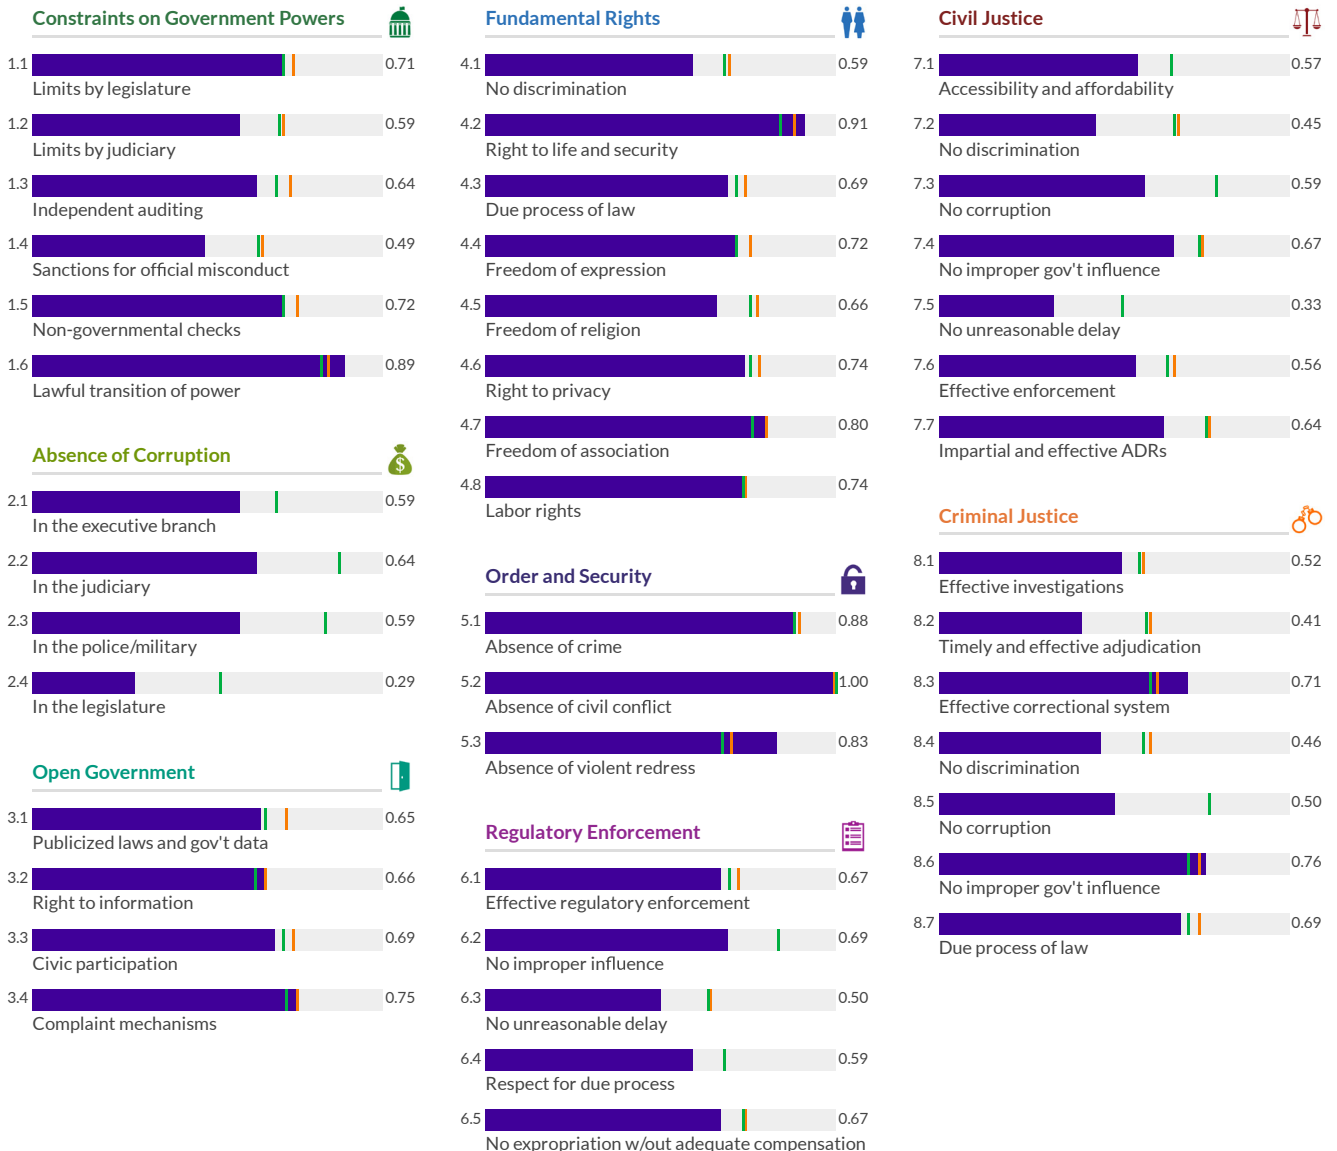 Constraints on Government Powers
1.1 0.71
Limits by legislature
1.2 0.59
Limits by judiciary
1.3 0.64
Independent auditing
1.4 0.49
Sanctions for official misconduct
1.5 0.72
Non-governmental checks
1.6 0.89
Lawful transition of power
Absence of Corruption
$
2.1 0.59
In the executive branch
2.2 0.64
In the judiciary
2.3 0.59
In the police/military
2.4 0.29
In the legislature
Open Government
3.1 0.65
Publicized laws and gov't data
3.2 0.66
Right to information
3.3 0.69
Civic participation
3.4 0.75
Complaint mechanisms
Fundamental Rights
4.1 0.59
No discrimination
4.2 0.91
Right to life and security
4.3 0.69
Due process of law
4.4 0.72
Freedom of expression
4.5 0.66
Freedom of religion
4.6 0.74
Right to privacy
4.7 0.80
Freedom of association
4.8 0.74
Labor rights
Order and Security
5.1 0.88
Absence of crime
5.2 1.00
Absence of civil conflict
5.3 0.83
Absence of violent redress
Regulatory Enforcement
6.1 0.67
Effective regulatory enforcement
6.2 0.69
No improper influence
6.3 0.50
No unreasonable delay
6.4 0.59
Respect for due process
6.5 0.67
No expropriation w/out adequate compensation
Civil Justice
7.1 0.57
Accessibility and affordability
7.2 0.45
No discrimination
7.3 0.59
No corruption
7.4 0.67
No improper gov't influence
7.5 0.33
No unreasonable delay
7.6 0.56
Effective enforcement
7.7 0.64
Impartial and effective ADRs
Criminal Justice
8.1 0.52
Effective investigations
8.2 0.41
Timely and effective adjudication
8.3 0.71
Effective correctional system
8.4 0.46
No discrimination
8.5 0.50
No corruption
8.6 0.76
No improper gov't influence
8.7 0.69
Due process of law